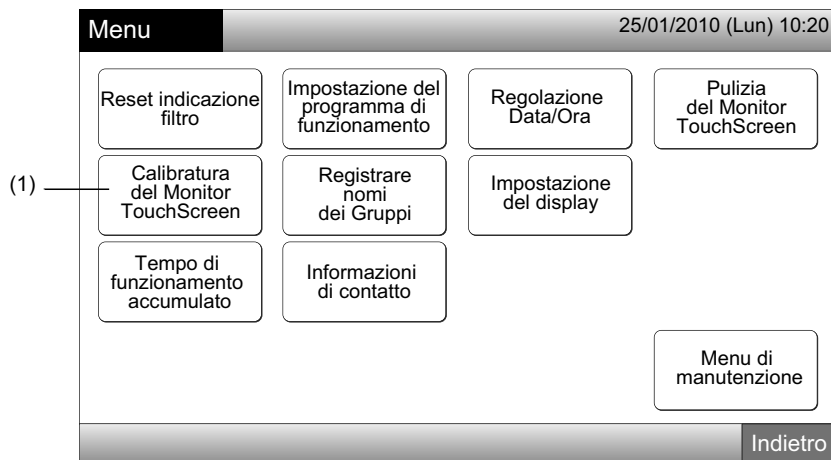 Menu
25/01/2010 (Lun) 10:20
Reset indicazione
filtro
Impostazione del
programma di
funzionamento
Regolazione
Data/Ora
Pulizia
del Monitor
TouchScreen
(1)
Calibratura
del Monitor
TouchScreen
Registrare
nomi
dei Gruppi
Impostazione
del display
Tempo di
funzionamento
accumulato
Informazioni
di contatto
Menu di
manutenzione
Indietro